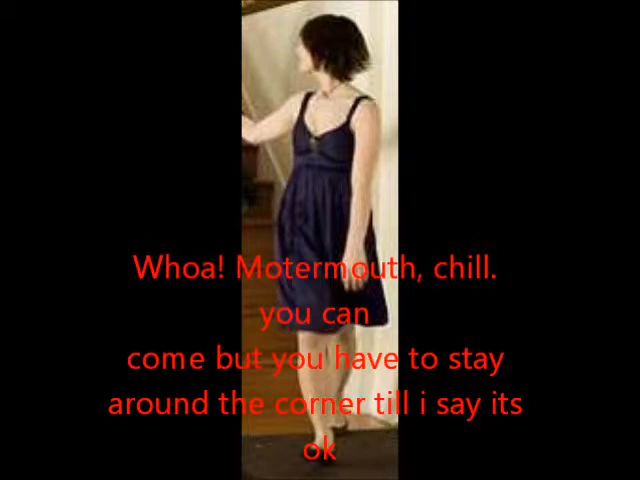 Whoa! Motermouth, chill.
you can
come but you have to stay
around the corner till i say its
ok